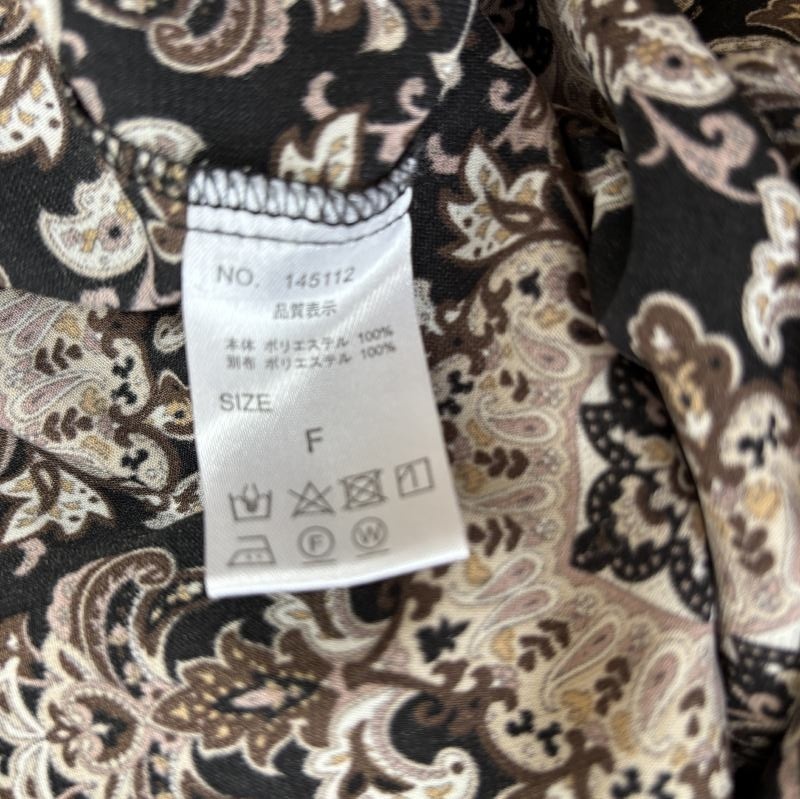 NO. 145112
品質表示
本体 ポリエステル 100%
別布 ポリエステル 100%
SIZE
F
F W